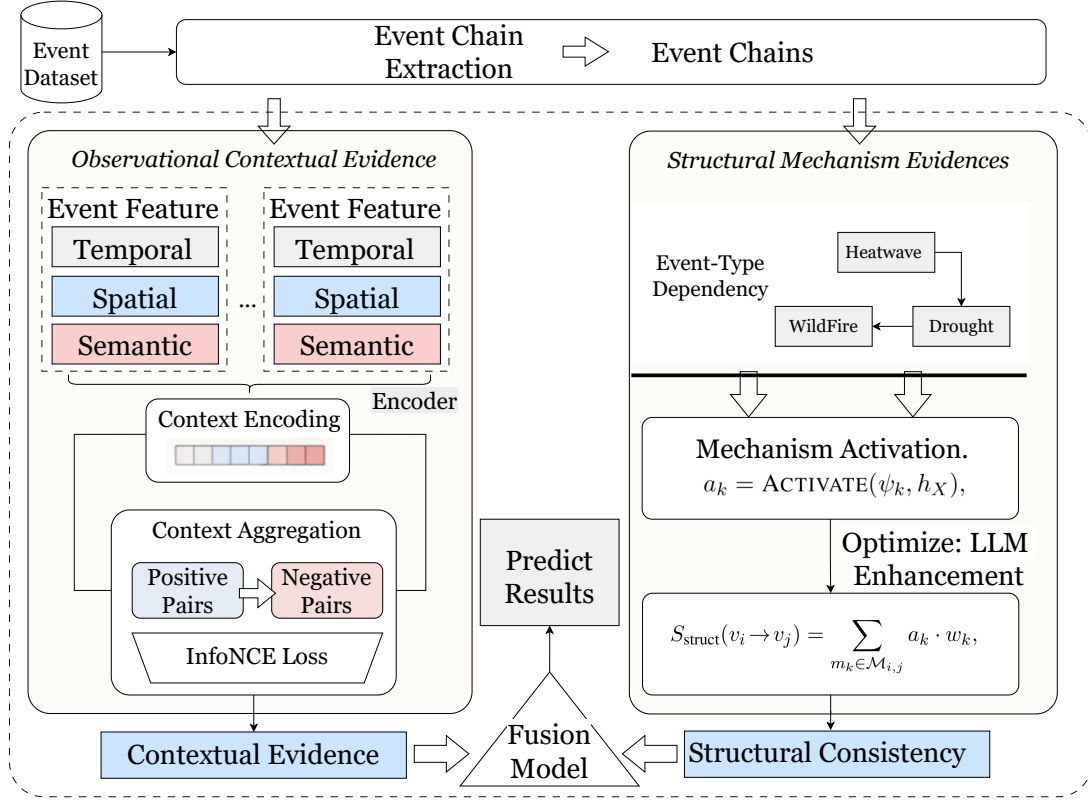 Event
Dataset
Event Chain
Extraction
Event Chains
Observational Contextual Evidence
Event Feature
Temporal
Spatial
Semantic
...
Event Feature
Temporal
Spatial
Semantic
Encoder
Context Encoding
Context Aggregation
Positive
Pairs
Negative
Pairs
InfoNCE Loss
Contextual Evidence
Structural Mechanism Evidences
Event-Type
Dependency
Heatwave
WildFire
Drought
Mechanism Activation.
a_k = ACTIVATE(ψ_k, h_X),
Optimize: LLM
Enhancement
S_struct(v_i → v_j) = ∑_{m_k∈ℳ_{i,j}} a_k · w_k,
Structural Consistency
Predict
Results
Fusion
Model